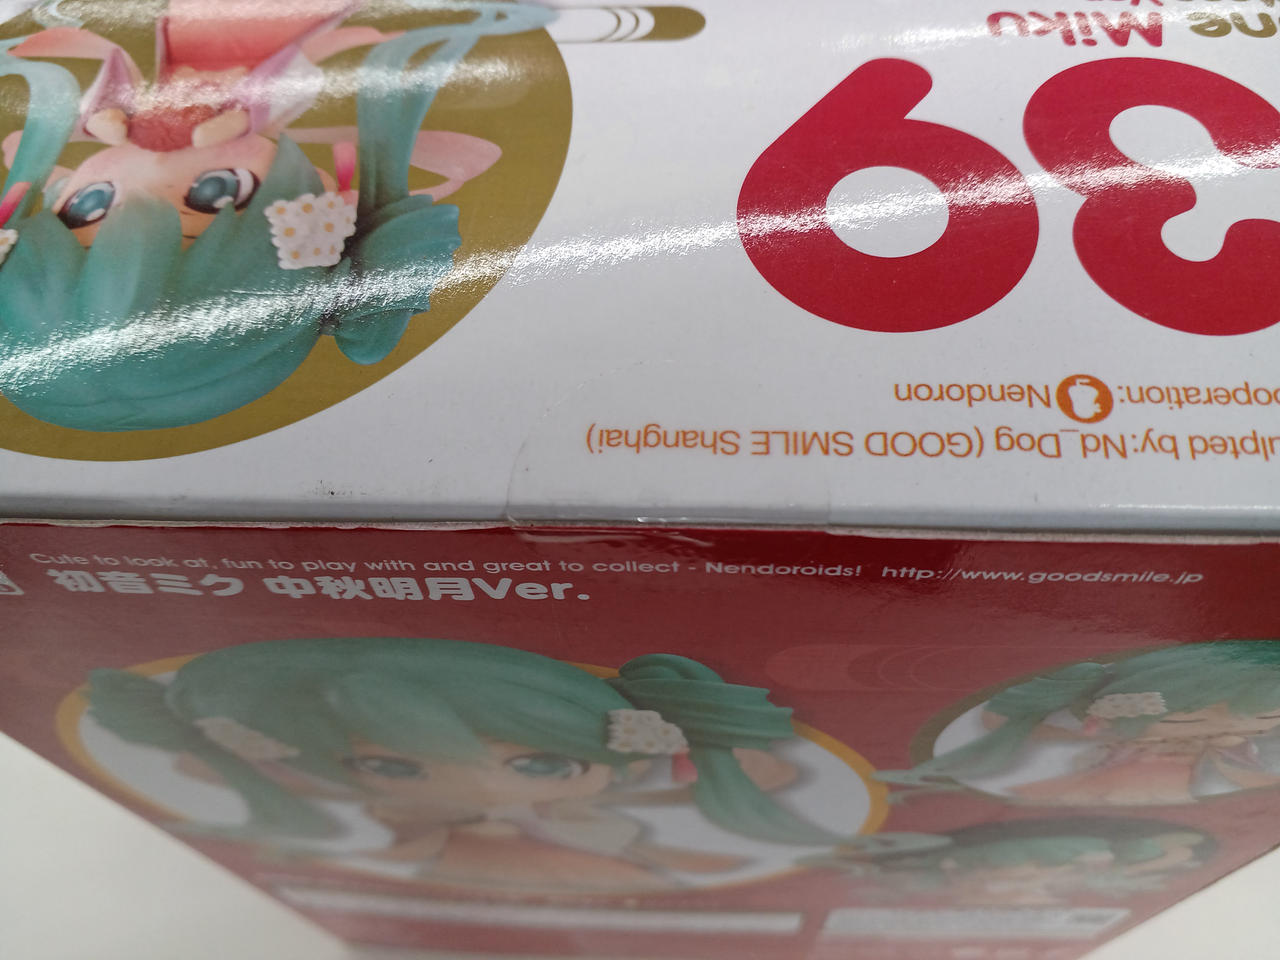 ulpted by:Nd_Dog (GOOD SMILE Shanghai)
ooperation: Nendoron
39
ne Miku
Ver.
Cute to look at, fun to play with and great to collect - Nendoroids! http://www.goodsmile.jp
初音ミク 中秋明月Ver.